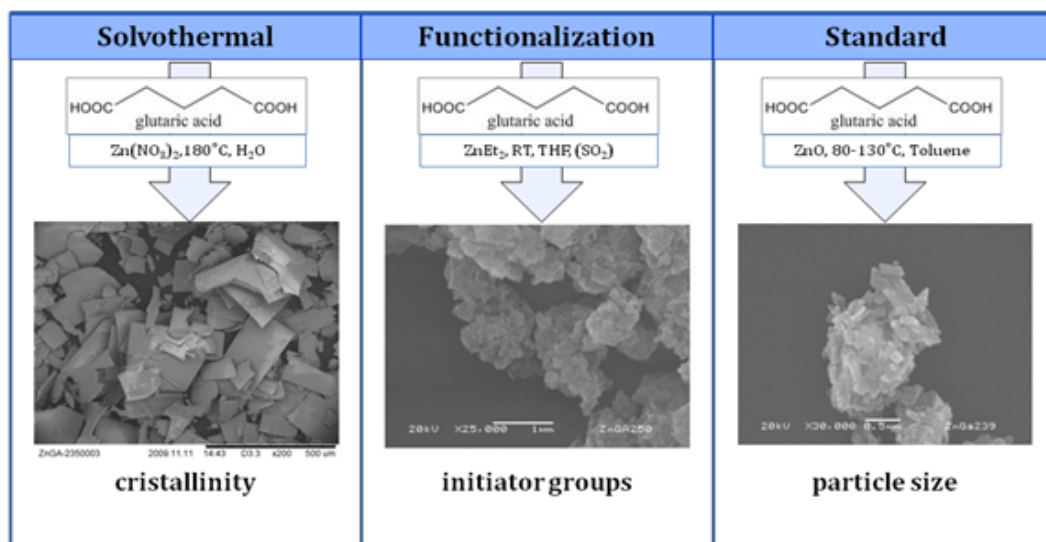 Solvothermal
HOOC
COOH
glutaric acid
Zn(NO₃)₂,180°C, H₂O
ZnGA-2350003
2009.11.11
14:43
D3.3
x200
500 um
cristallinity
Functionalization
HOOC
COOH
glutaric acid
ZnEt₂, RT, THF, (SO₂)
20kV
X25,000
1µm
ZnGA250
initiator groups
Standard
HOOC
COOH
glutaric acid
ZnO, 80-130°C, Toluene
20kV
X30,000
0.5µm
ZnGa239
particle size